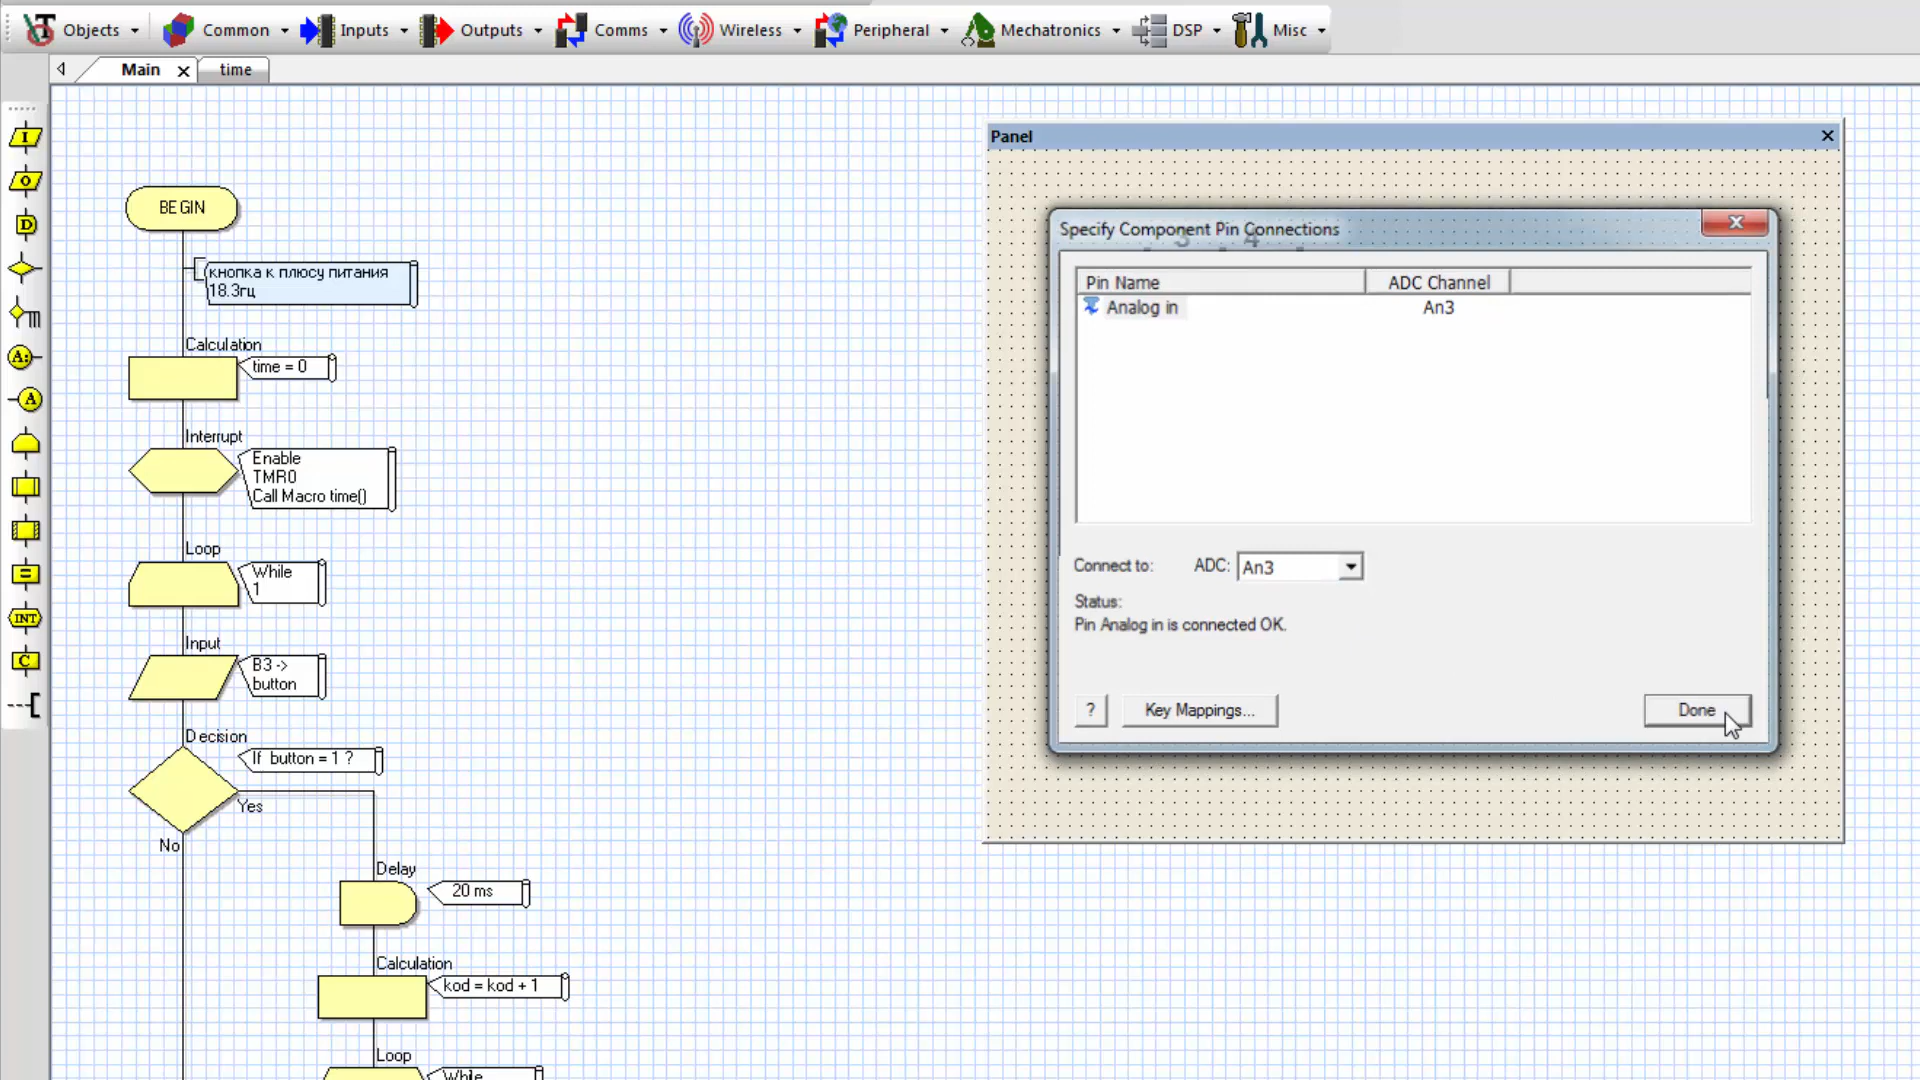 Objects
Common
Inputs
Outputs
Comms
Wireless
Peripheral
Mechatronics
DSP
Misc
Main
time
I
O
D
A:
A
=
INT
C
BEGIN
кнопка к плюсу питания
18.3гц
Calculation
time = 0
Interrupt
Enable
TMR0
Call Macro time()
Loop
While
1
Input
B3 ->
button
Decision
If button = 1 ?
Yes
No
Delay
20 ms
Calculation
kod = kod + 1
Loop
While
Panel
Specify Component Pin Connections
Pin Name
ADC Channel
Analog in
An3
Connect to:
ADC:
An3
Status:
Pin Analog in is connected OK.
?
Key Mappings...
Done